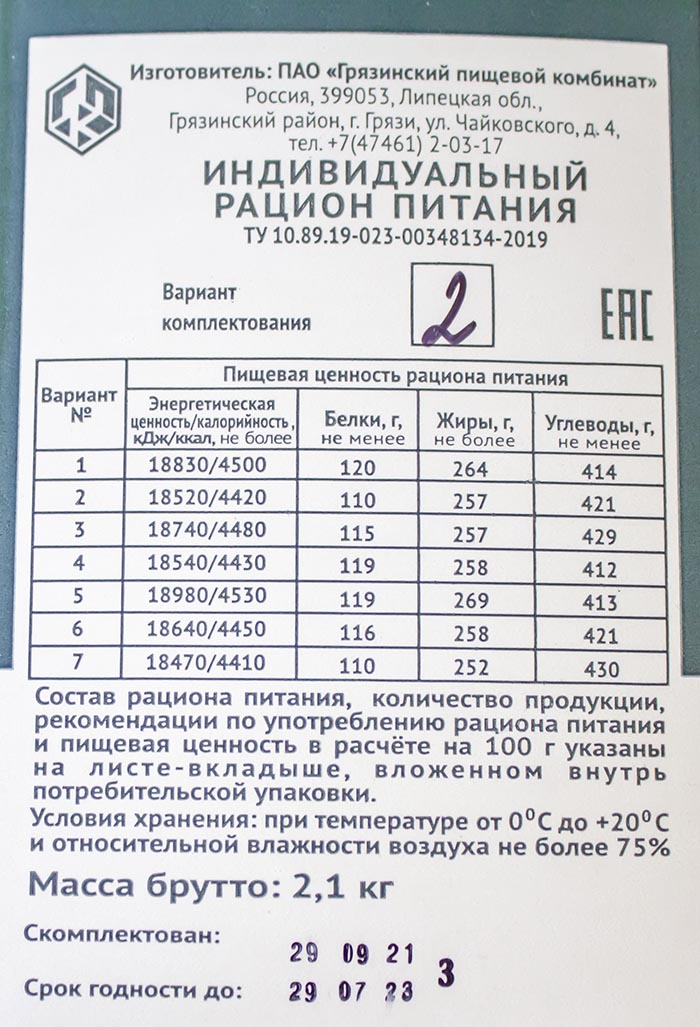 Изготовитель: ПАО «Грязинский пищевой комбинат»
Россия, 399053, Липецкая обл.,
Грязинский район, г. Грязи, ул. Чайковского, д. 4,
тел. +7(47461) 2-03-17
ИНДИВИДУАЛЬНЫЙ
РАЦИОН ПИТАНИЯ
ТУ 10.89.19-023-00348134-2019
Вариант
комплектования
2
ЕАС
Вариант №
Пищевая ценность рациона питания
Энергетическая ценность/калорийность, кДж/ккал, не более
Белки, г, не менее
Жиры, г, не более
Углеводы, г, не менее
1 18830/4500 120 264 414
2 18520/4420 110 257 421
3 18740/4480 115 257 429
4 18540/4430 119 258 412
5 18980/4530 119 269 413
6 18640/4450 116 258 421
7 18470/4410 110 252 430
Состав рациона питания, количество продукции,
рекомендации по употреблению рациона питания
и пищевая ценность в расчёте на 100 г указаны
на листе-вкладыше, вложенном внутрь
потребительской упаковки.
Условия хранения: при температуре от 0⁰С до +20⁰С
и относительной влажности воздуха не более 75%
Масса брутто: 2,1 кг
Скомплектован: 29 09 21
3
Срок годности до: 29 07 23